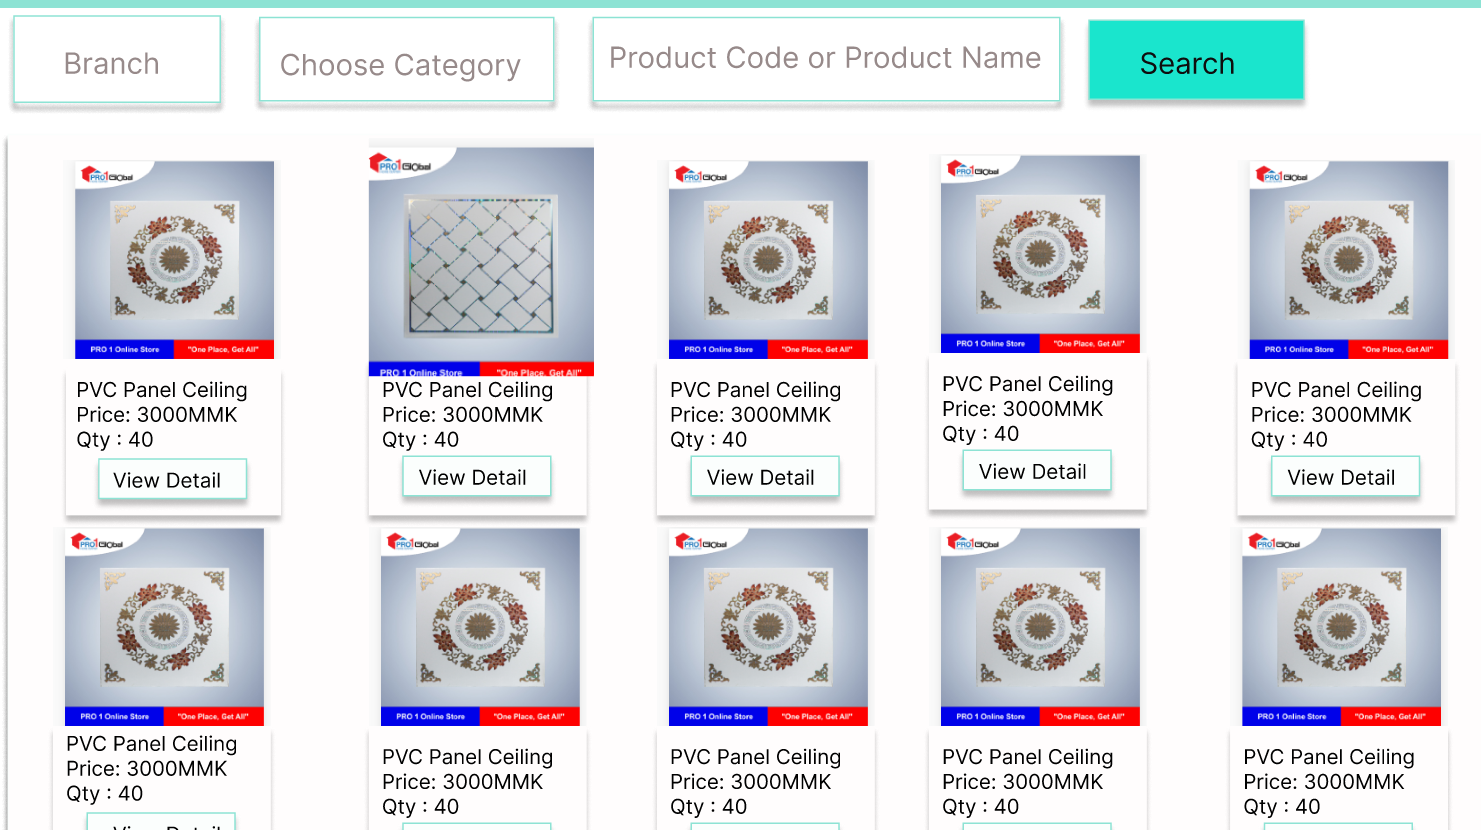 Branch
Choose Category
Product Code or Product Name
Search
PRO1 GlObal
PRO 1 Online Store "One Place, Get All"
PVC Panel Ceiling
Price: 3000MMK
Qty : 40
View Detail
PRO1 GlObal
PRO 1 Online Store "One Place, Get All"
PVC Panel Ceiling
Price: 3000MMK
Qty : 40
View Detail
PRO1 GlObal
PRO 1 Online Store "One Place, Get All"
PVC Panel Ceiling
Price: 3000MMK
Qty : 40
View Detail
PRO1 GlObal
PRO 1 Online Store "One Place, Get All"
PVC Panel Ceiling
Price: 3000MMK
Qty : 40
View Detail
PRO1 GlObal
PRO 1 Online Store "One Place, Get All"
PVC Panel Ceiling
Price: 3000MMK
Qty : 40
View Detail
PRO1 GlObal
PRO 1 Online Store "One Place, Get All"
PVC Panel Ceiling
Price: 3000MMK
Qty : 40
View Detail
PRO1 GlObal
PRO 1 Online Store "One Place, Get All"
PVC Panel Ceiling
Price: 3000MMK
Qty : 40
PRO1 GlObal
PRO 1 Online Store "One Place, Get All"
PVC Panel Ceiling
Price: 3000MMK
Qty : 40
PRO1 GlObal
PRO 1 Online Store "One Place, Get All"
PVC Panel Ceiling
Price: 3000MMK
Qty : 40
PRO1 GlObal
PRO 1 Online Store "One Place, Get All"
PVC Panel Ceiling
Price: 3000MMK
Qty : 40